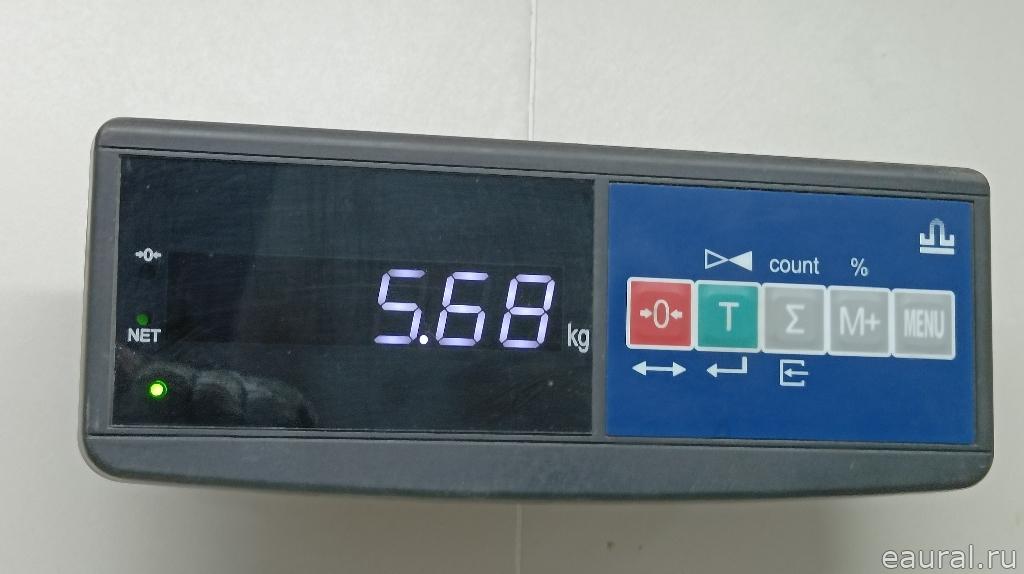 →0←
NET
5.68 kg
count %
→0← T Σ M+ MENU
eaural.ru